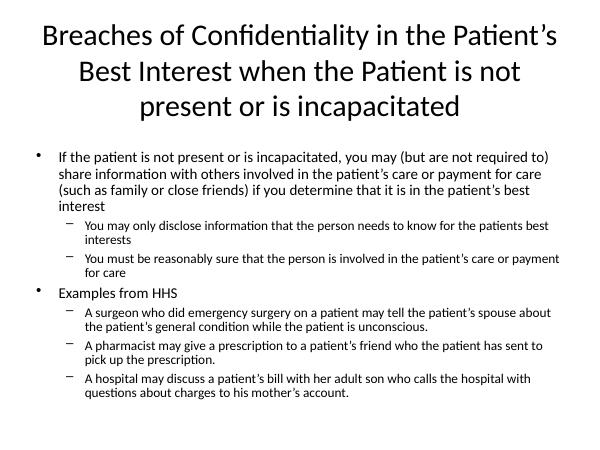 Breaches of Confidentiality in the Patient’s
Best Interest when the Patient is not
present or is incapacitated
• If the patient is not present or is incapacitated, you may (but are not required to)
share information with others involved in the patient’s care or payment for care
(such as family or close friends) if you determine that it is in the patient’s best
interest
– You may only disclose information that the person needs to know for the patients best
interests
– You must be reasonably sure that the person is involved in the patient’s care or payment
for care
• Examples from HHS
– A surgeon who did emergency surgery on a patient may tell the patient’s spouse about
the patient’s general condition while the patient is unconscious.
– A pharmacist may give a prescription to a patient’s friend who the patient has sent to
pick up the prescription.
– A hospital may discuss a patient’s bill with her adult son who calls the hospital with
questions about charges to his mother’s account.